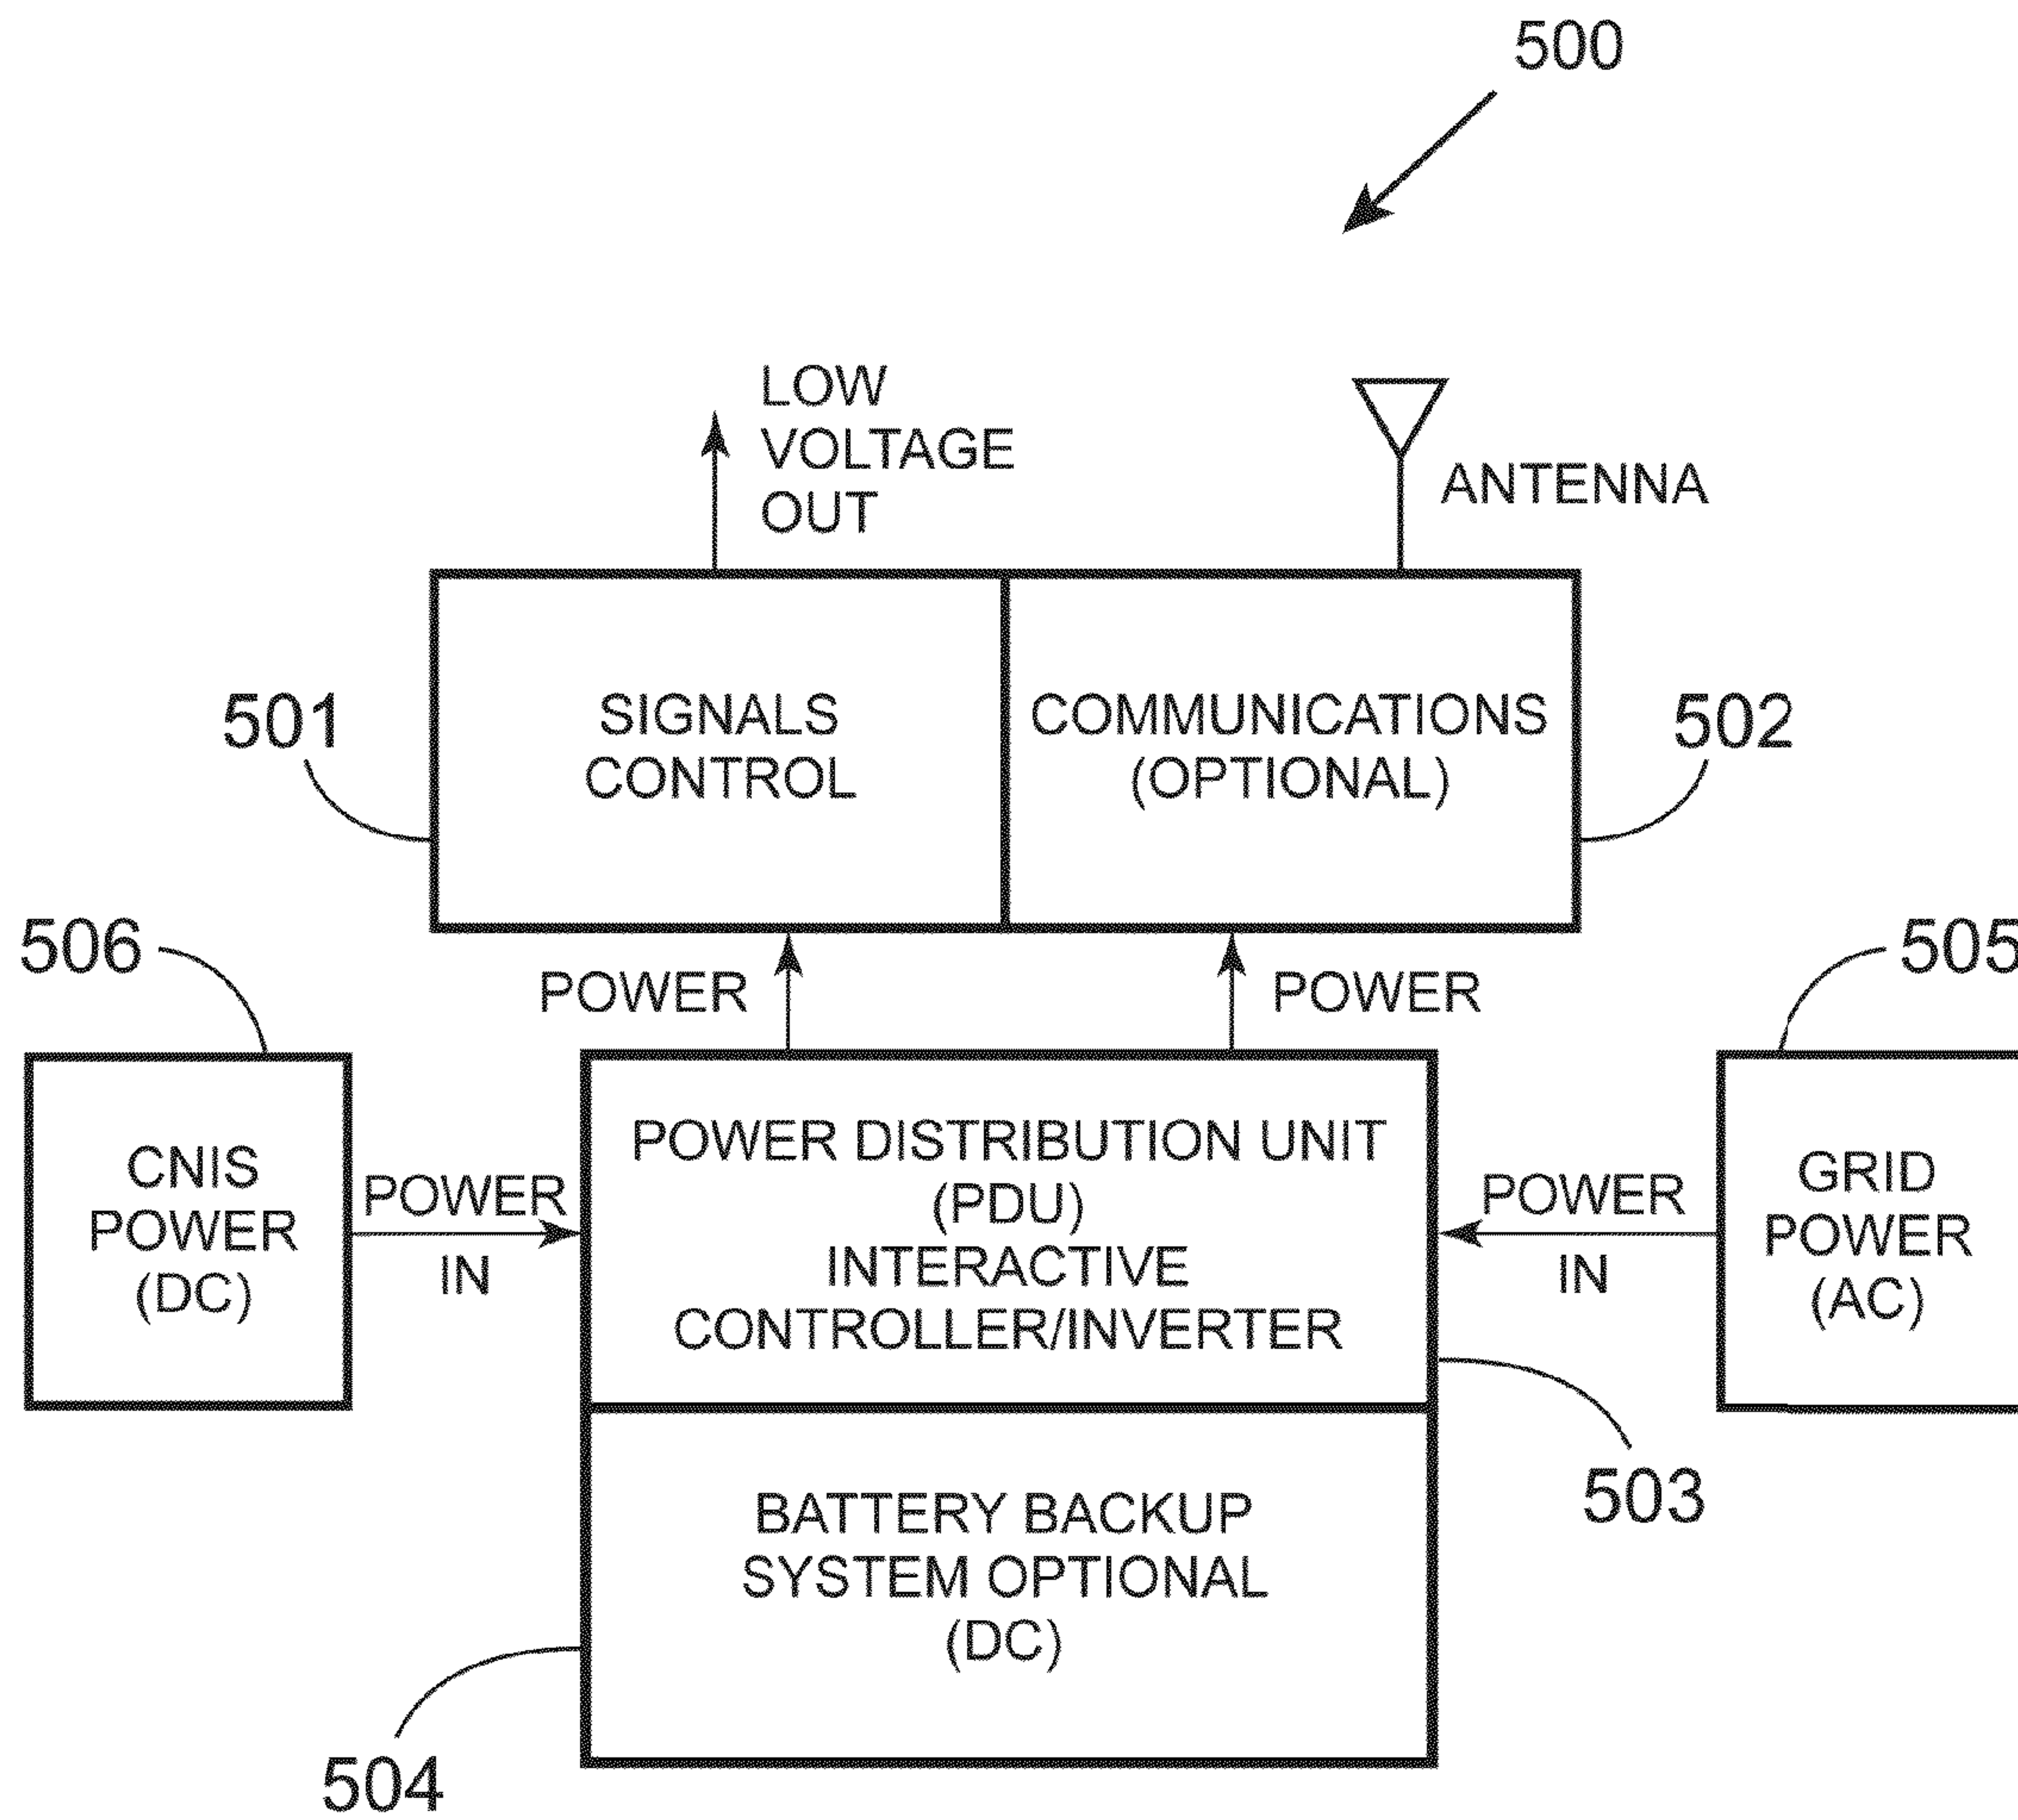 500
LOW
VOLTAGE
OUT
ANTENNA
501
SIGNALS
CONTROL
COMMUNICATIONS
(OPTIONAL)
502
506
POWER
POWER
505
CNIS
POWER
(DC)
POWER
IN
POWER DISTRIBUTION UNIT
(PDU)
INTERACTIVE
CONTROLLER/INVERTER
POWER
IN
GRID
POWER
(AC)
503
BATTERY BACKUP
SYSTEM OPTIONAL
(DC)
504